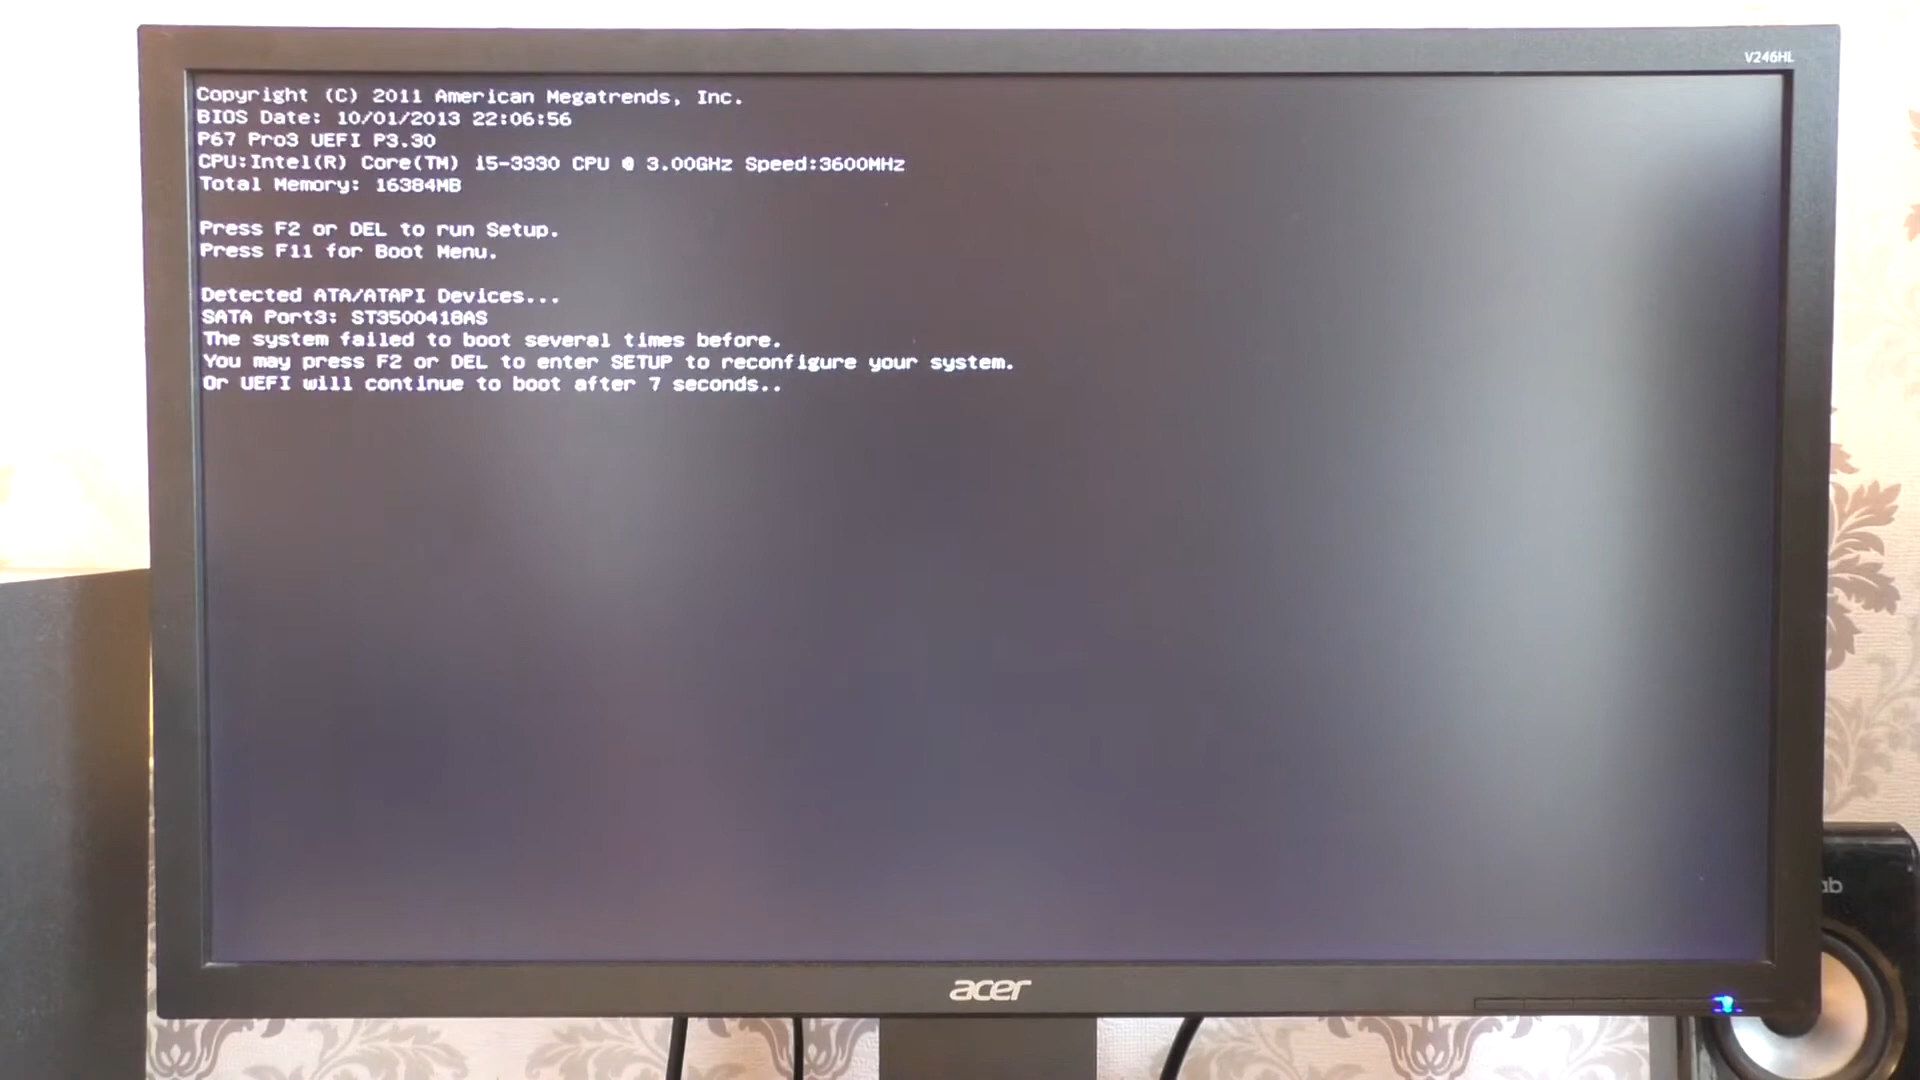 V246HL
Copyright (C) 2011 American Megatrends, Inc.
BIOS Date: 10/01/2013 22:06:56
P67 Pro3 UEFI P3.30
CPU:Intel(R) Core(TM) i5-3330 CPU @ 3.00GHz Speed:3600MHz
Total Memory: 16384MB
Press F2 or DEL to run Setup.
Press F11 for Boot Menu.
Detected ATA/ATAPI Devices...
SATA Port3: ST3500418AS
The system failed to boot several times before.
You may press F2 or DEL to enter SETUP to reconfigure your system.
Or UEFI will continue to boot after 7 seconds..
ab
acer